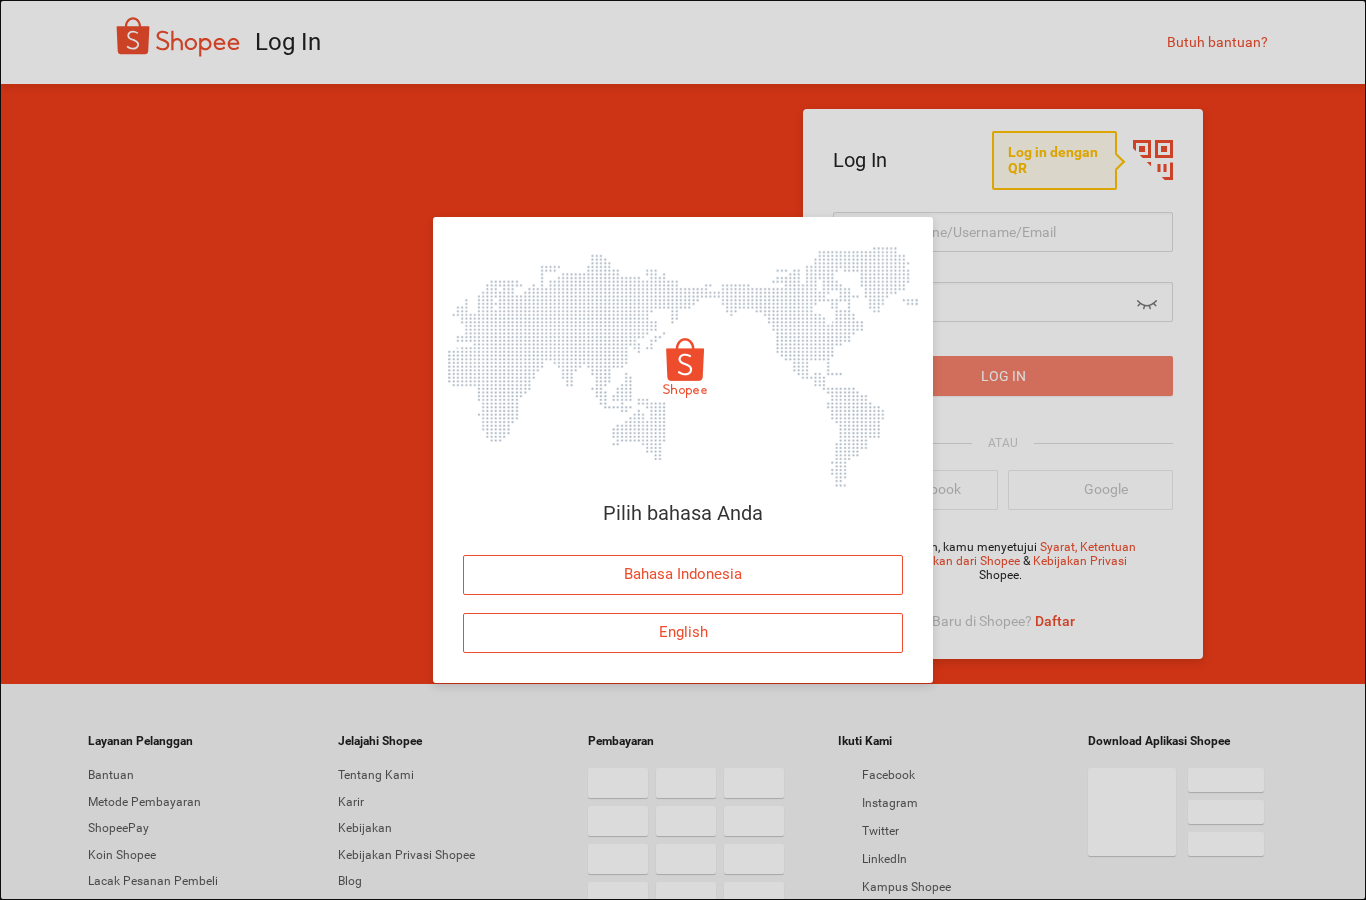 Shopee
Log In
Butuh bantuan?
Log In
Log in dengan
QR
ne/Username/Email
LOG IN
ATAU
Google
kamu menyetujui Syarat, Ketentuan
dari Shopee & Kebijakan Privasi
Shopee.
Baru di Shopee? Daftar
Shopee
Pilih bahasa Anda
Bahasa Indonesia
English
Layanan Pelanggan
Bantuan
Metode Pembayaran
ShopeePay
Koin Shopee
Lacak Pesanan Pembeli
Jelajahi Shopee
Tentang Kami
Karir
Kebijakan
Kebijakan Privasi Shopee
Blog
Pembayaran
Ikuti Kami
Facebook
Instagram
Twitter
LinkedIn
Kampus Shopee
Download Aplikasi Shopee